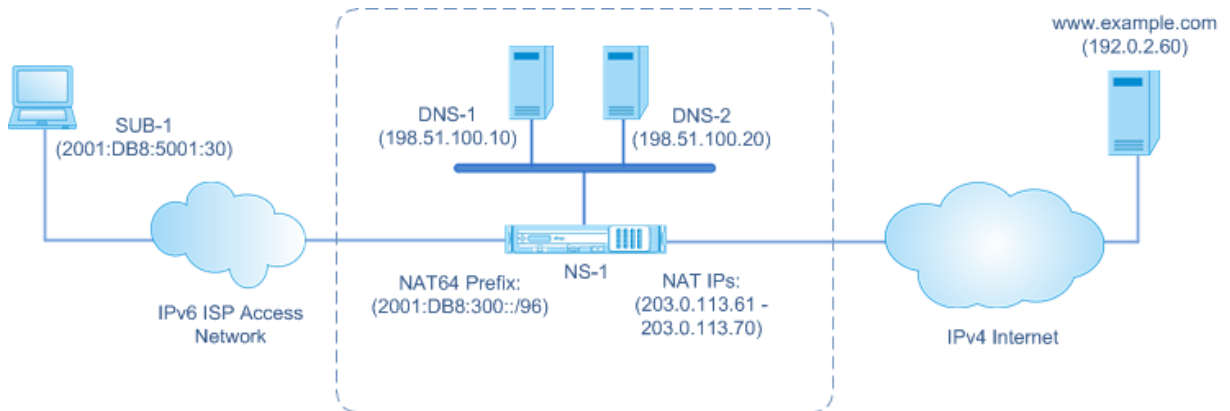 www.example.com
(192.0.2.60)
DNS-1
(198.51.100.10)
DNS-2
(198.51.100.20)
SUB-1
(2001:DB8:5001:30)
NS-1
NAT64 Prefix:
(2001:DB8:300::/96)
NAT IPs:
(203.0.113.61 -
203.0.113.70)
IPv6 ISP Access
Network
IPv4 Internet